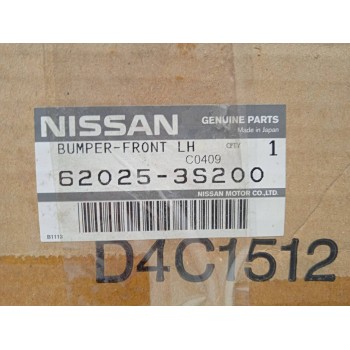 NISSAN GENUINE PARTS
Made in Japan
BUMPER-FRONT LH QTY 1
C0409
62025-3S200
NISSAN MOTOR CO.,LTD.
B1110
D4C1512